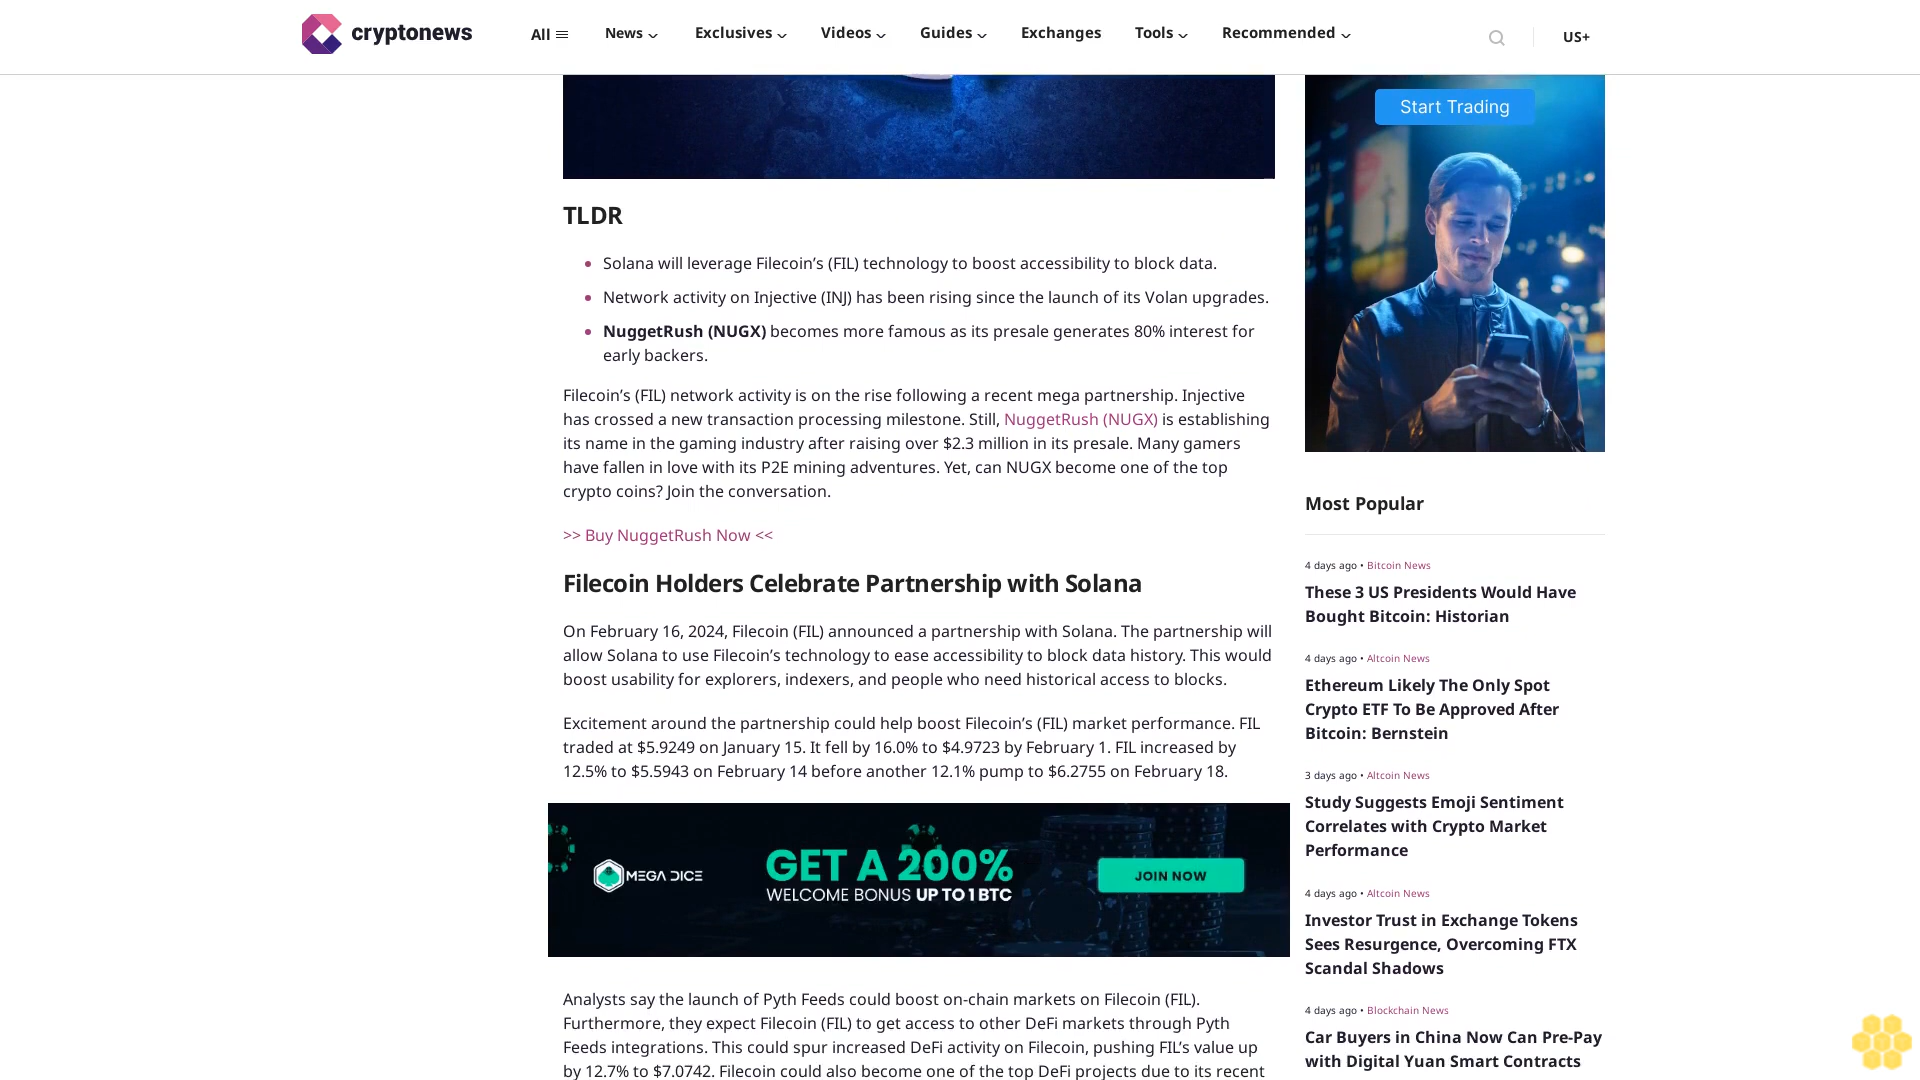 cryptonews
All
News
Exclusives
Videos
Guides
Exchanges
Tools
Recommended
US+
Start Trading
TLDR
Solana will leverage Filecoin’s (FIL) technology to boost accessibility to block data.
Network activity on Injective (INJ) has been rising since the launch of its Volan upgrades.
NuggetRush (NUGX) becomes more famous as its presale generates 80% interest for
early backers.
Filecoin’s (FIL) network activity is on the rise following a recent mega partnership. Injective
has crossed a new transaction processing milestone. Still, NuggetRush (NUGX) is establishing
its name in the gaming industry after raising over $2.3 million in its presale. Many gamers
have fallen in love with its P2E mining adventures. Yet, can NUGX become one of the top
crypto coins? Join the conversation.
>> Buy NuggetRush Now <<
Filecoin Holders Celebrate Partnership with Solana
On February 16, 2024, Filecoin (FIL) announced a partnership with Solana. The partnership will
allow Solana to use Filecoin’s technology to ease accessibility to block data history. This would
boost usability for explorers, indexers, and people who need historical access to blocks.
Excitement around the partnership could help boost Filecoin’s (FIL) market performance. FIL
traded at $5.9249 on January 15. It fell by 16.0% to $4.9723 by February 1. FIL increased by
12.5% to $5.5943 on February 14 before another 12.1% pump to $6.2755 on February 18.
MEGA DICE
GET A 200%
WELCOME BONUS UP TO 1 BTC
JOIN NOW
Analysts say the launch of Pyth Feeds could boost on-chain markets on Filecoin (FIL).
Furthermore, they expect Filecoin (FIL) to get access to other DeFi markets through Pyth
Feeds integrations. This could spur increased DeFi activity on Filecoin, pushing FIL’s value up
by 12.7% to $7.0742. Filecoin could also become one of the top DeFi projects due to its recent
Most Popular
4 days ago • Bitcoin News
These 3 US Presidents Would Have
Bought Bitcoin: Historian
4 days ago • Altcoin News
Ethereum Likely The Only Spot
Crypto ETF To Be Approved After
Bitcoin: Bernstein
3 days ago • Altcoin News
Study Suggests Emoji Sentiment
Correlates with Crypto Market
Performance
4 days ago • Altcoin News
Investor Trust in Exchange Tokens
Sees Resurgence, Overcoming FTX
Scandal Shadows
4 days ago • Blockchain News
Car Buyers in China Now Can Pre-Pay
with Digital Yuan Smart Contracts